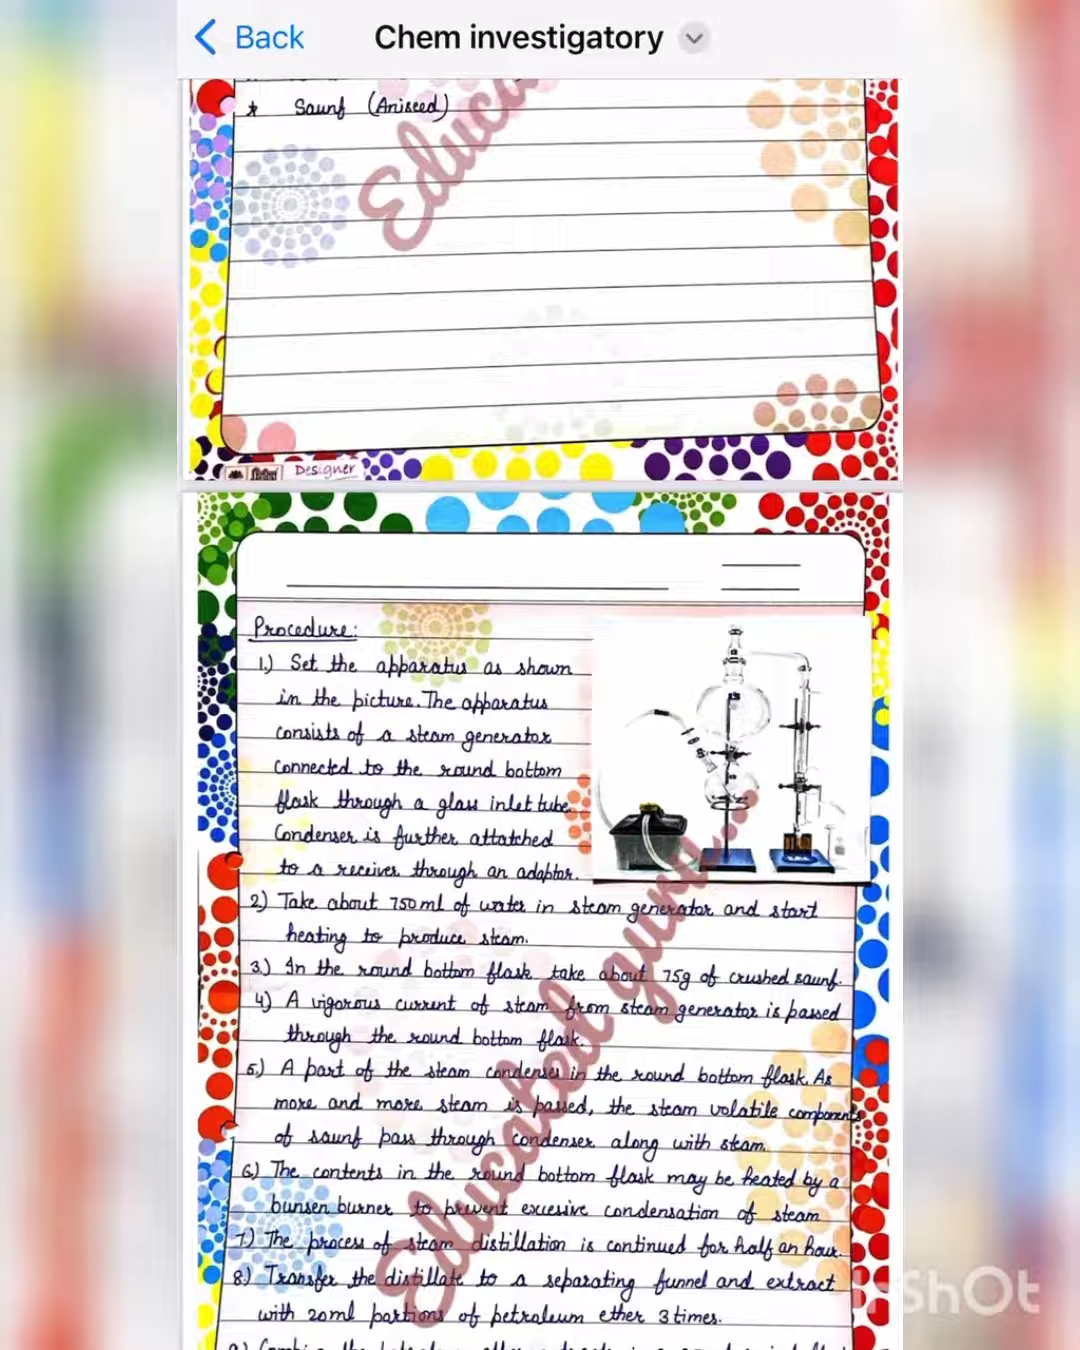 Back
Chem investigatory
* Saunf (Aniseed)
Educa
Designer
Procedure:
1.) Set the apparatus as shown
in the picture. The apparatus
consists of a steam generator
connected to the round bottom
flask through a glass inlet tube.
Condenser is further attatched
to a receiver through an adaptor.
2) Take about 750 ml of water in steam generator and start
heating to produce steam.
3.) In the round bottom flask take about 75g of crushed saunf.
4) A vigorous current of steam from steam generator is passed
through the round bottom flask.
5.) A part of the steam condenses in the round bottom flask. As
more and more steam is passed, the steam volatile components
of saunf pass through condenser along with steam.
6) The contents in the round bottom flask may be heated by a
bunsen burner to prevent excessive condensation of steam
7.) The process of steam distillation is continued for half an hour.
8.) Transfer the distillate to a separating funnel and extract
with 20ml portions of petroleum ether 3 times.
Educated guru...
Shot